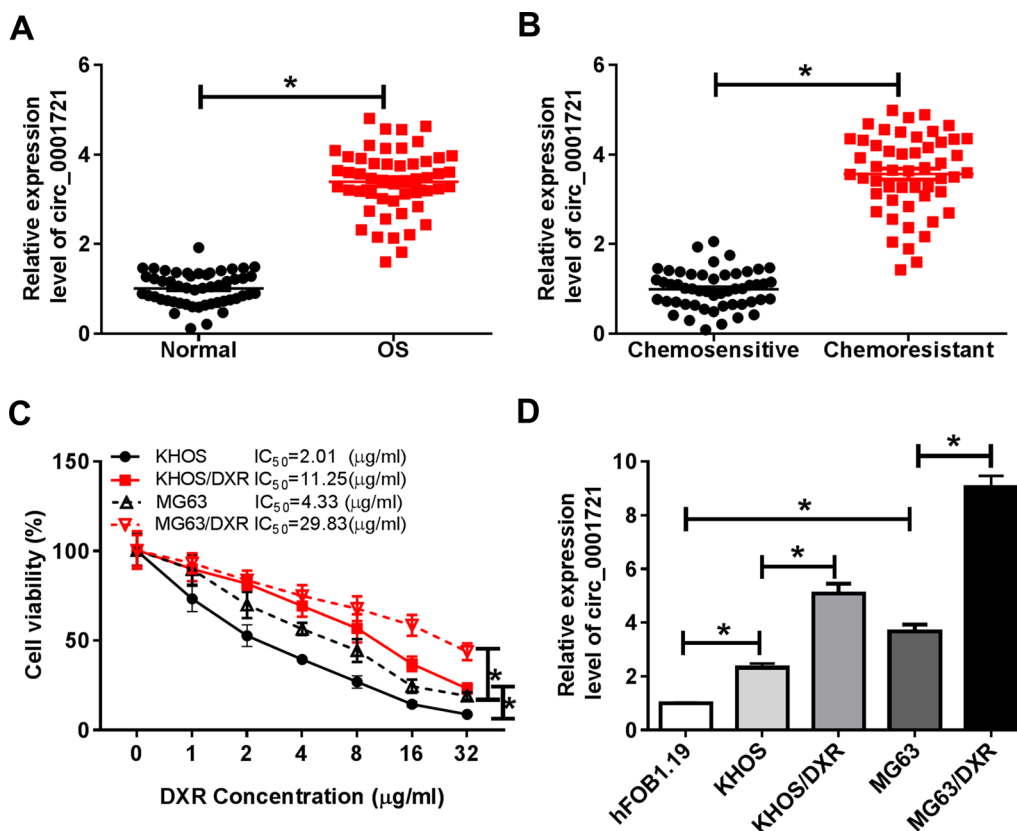 A
Relative expression
level of circ_0001721
6
4
2
0
*
Normal
OS
B
Relative expression
level of circ_0001721
6
4
2
0
*
Chemosensitive
Chemoresistant
C
Cell viability (%)
150
100
50
0
KHOS IC50=2.01 (μg/ml)
KHOS/DXR IC50=11.25(μg/ml)
MG63 IC50=4.33 (μg/ml)
MG63/DXR IC50=29.83(μg/ml)
*
*
0 1 2 4 8 16 32
DXR Concentration (μg/ml)
D
Relative expression
level of circ_0001721
10
8
6
4
2
0
*
*
*
*
hFOB1.19
KHOS
KHOS/DXR
MG63
MG63/DXR